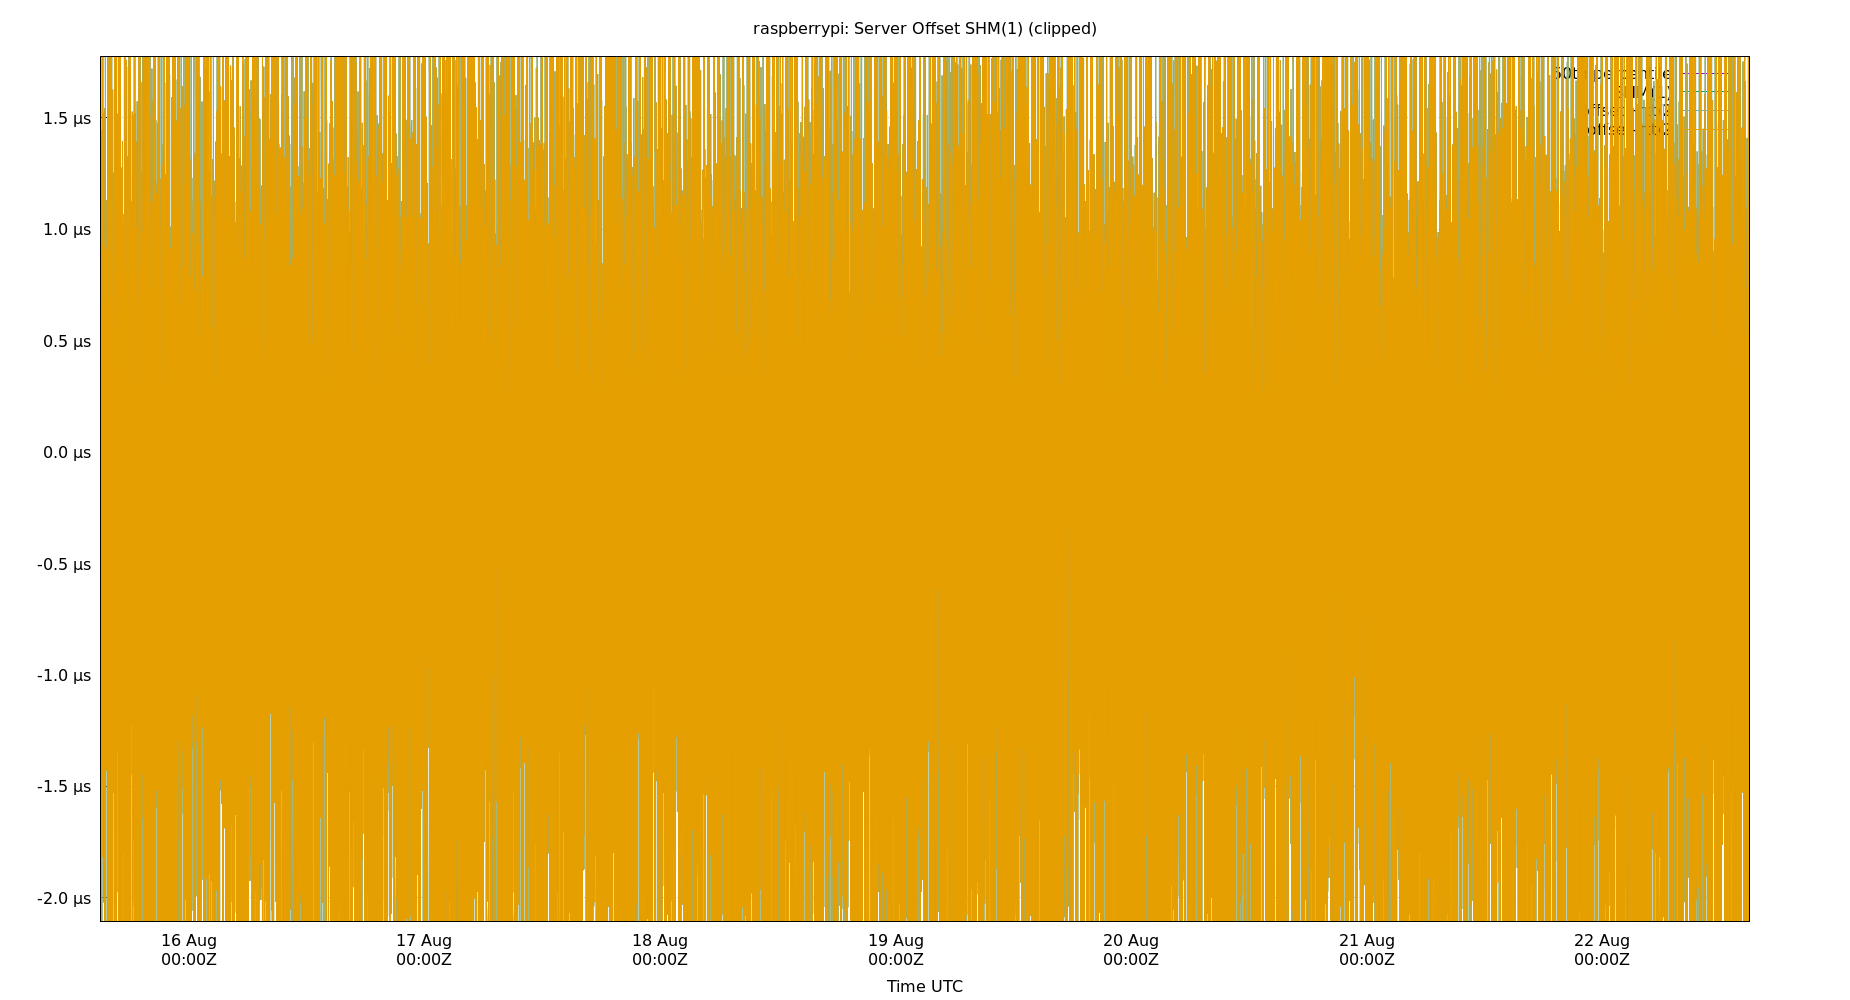 raspberrypi: Server Offset SHM(1) (clipped)
1.5 µs
1.0 µs
0.5 µs
0.0 µs
-0.5 µs
-1.0 µs
-1.5 µs
-2.0 µs
16 Aug 17 Aug 18 Aug 19 Aug 20 Aug 21 Aug 22 Aug
00:00Z 00:00Z 00:00Z 00:00Z 00:00Z 00:00Z 00:00Z
Time UTC